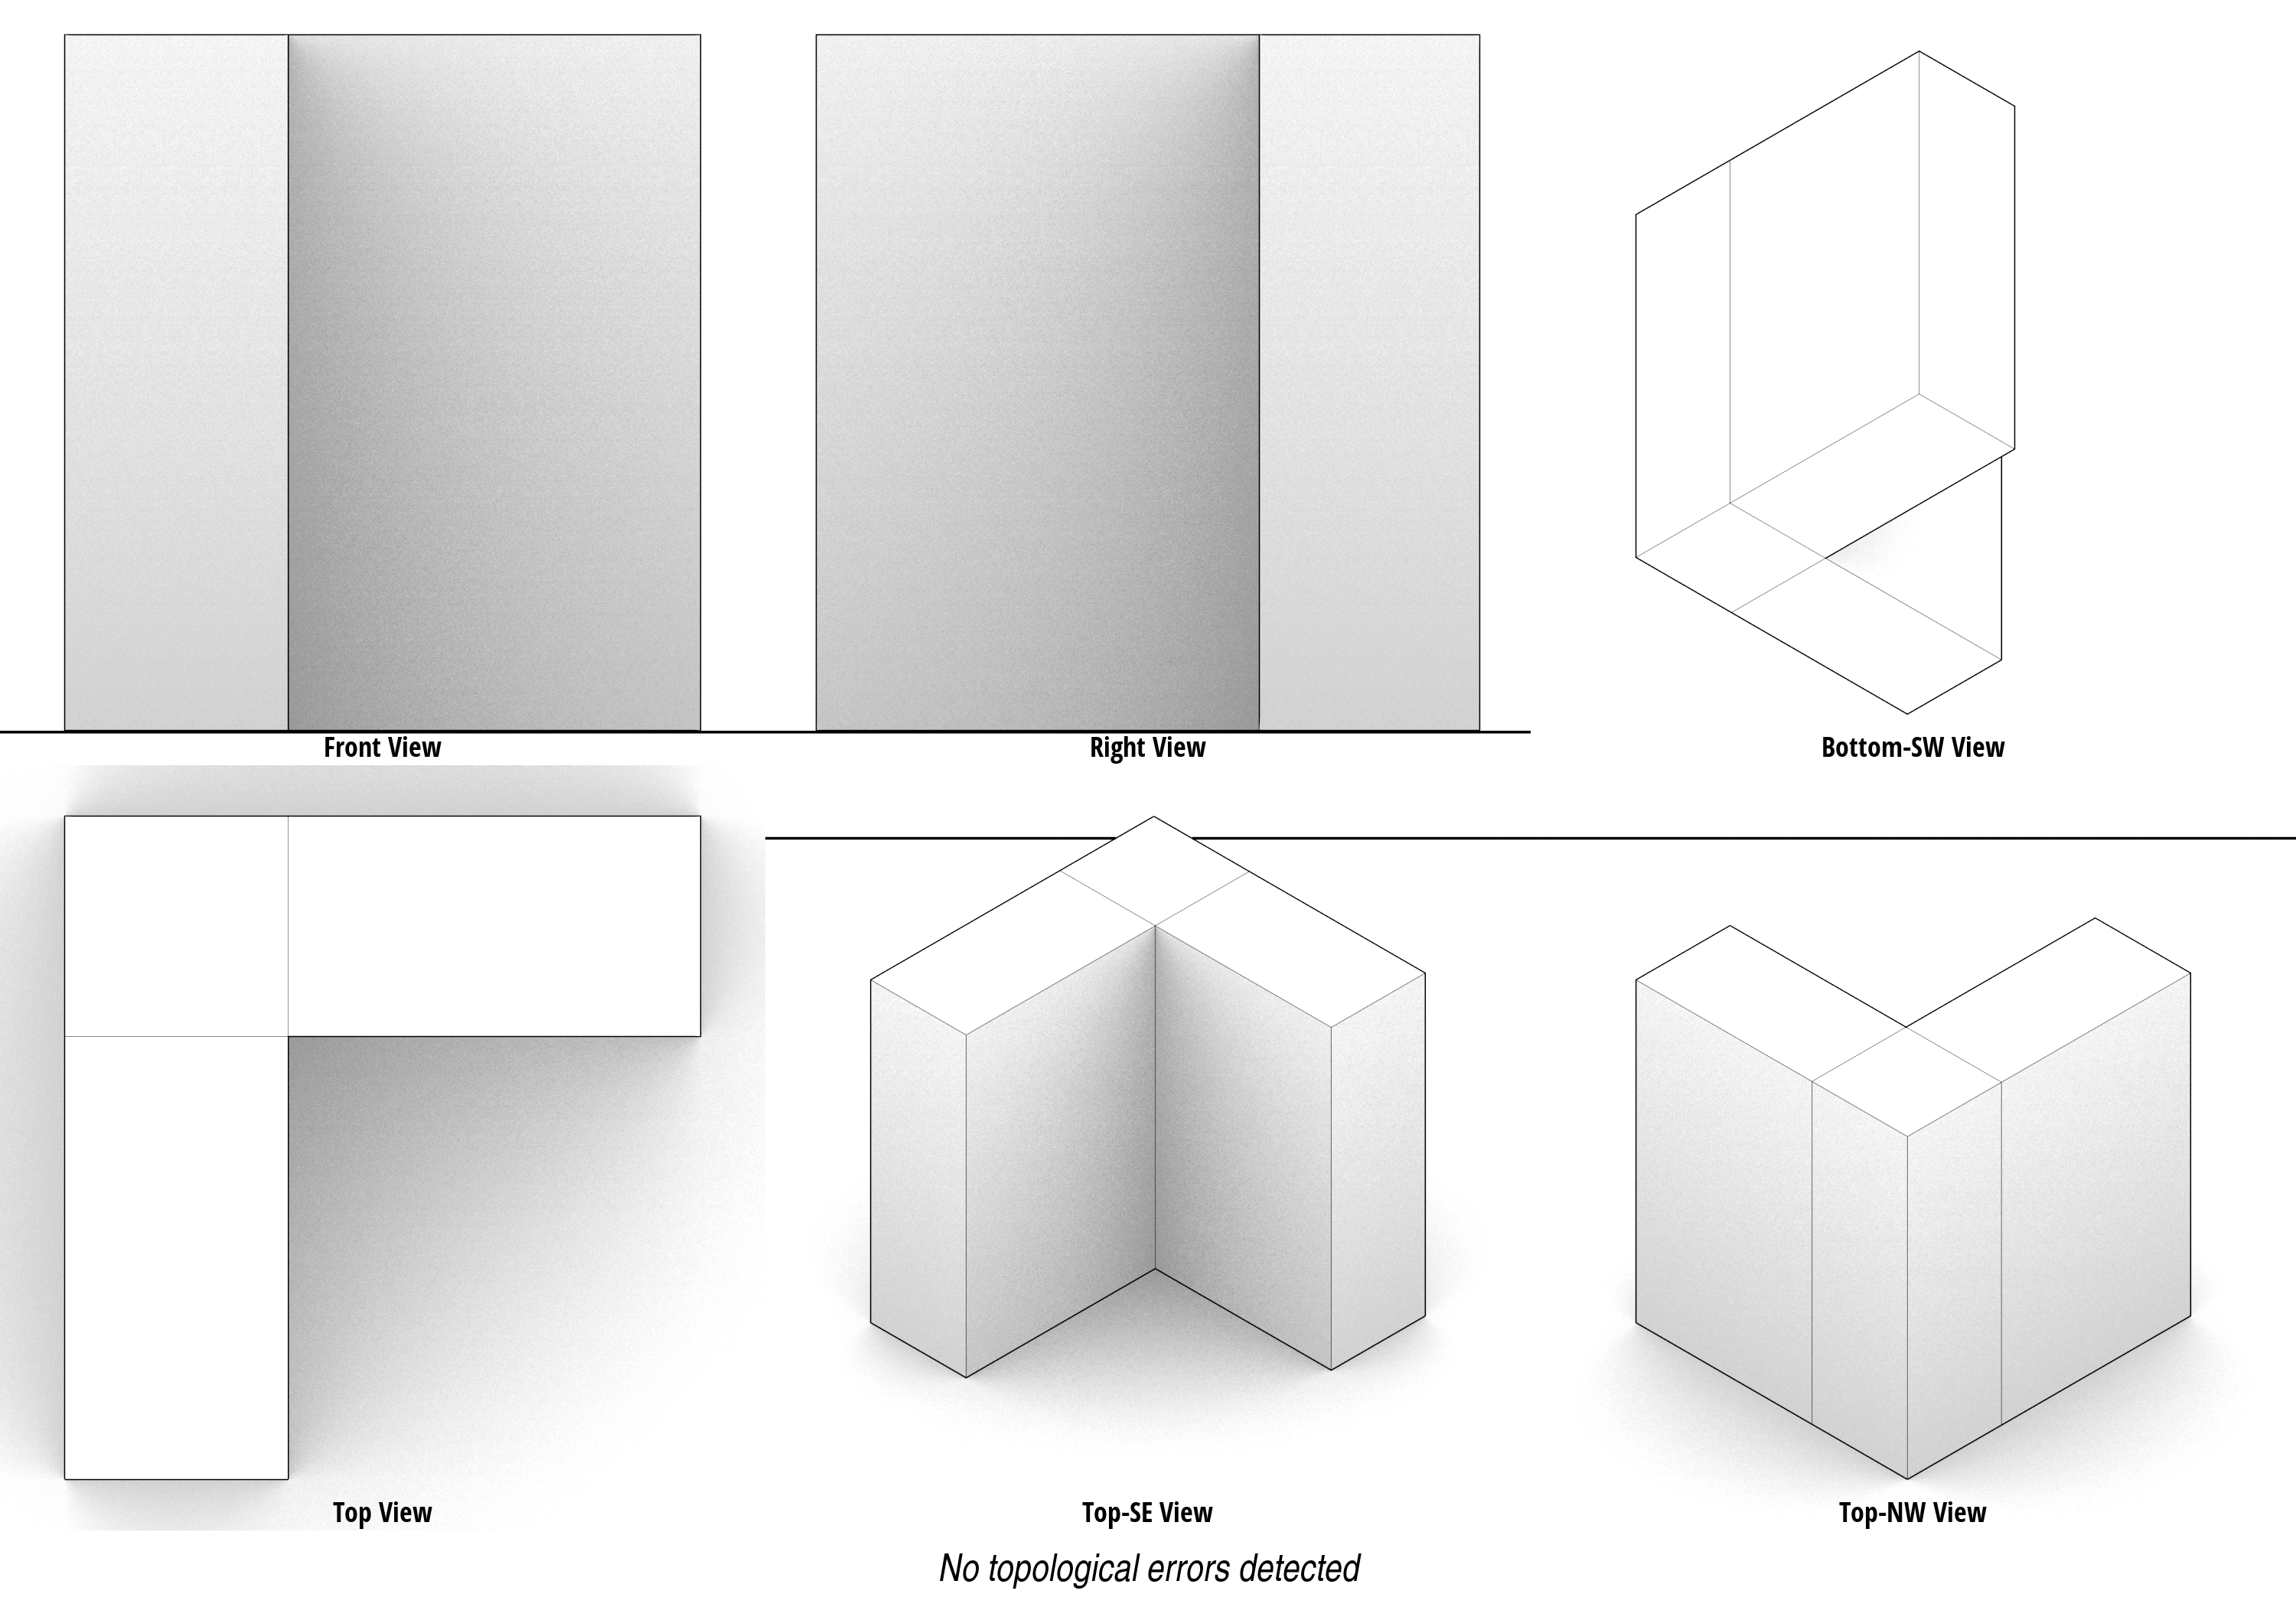 Front View
Right View
Bottom-SW View
Top View
Top-SE View
Top-NW View
No topological errors detected